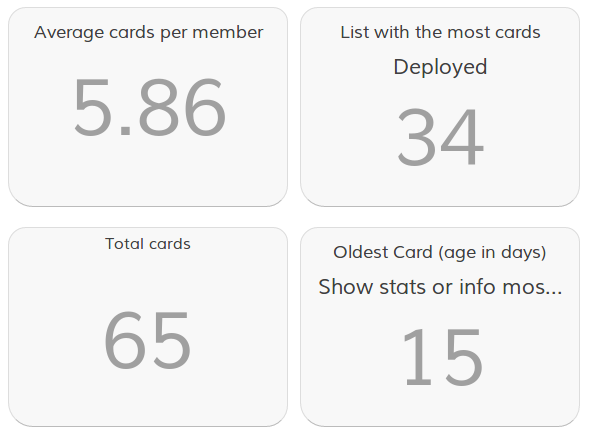 Average cards per member
5.86
List with the most cards
Deployed
34
Total cards
65
Oldest Card (age in days)
Show stats or info mos...
15